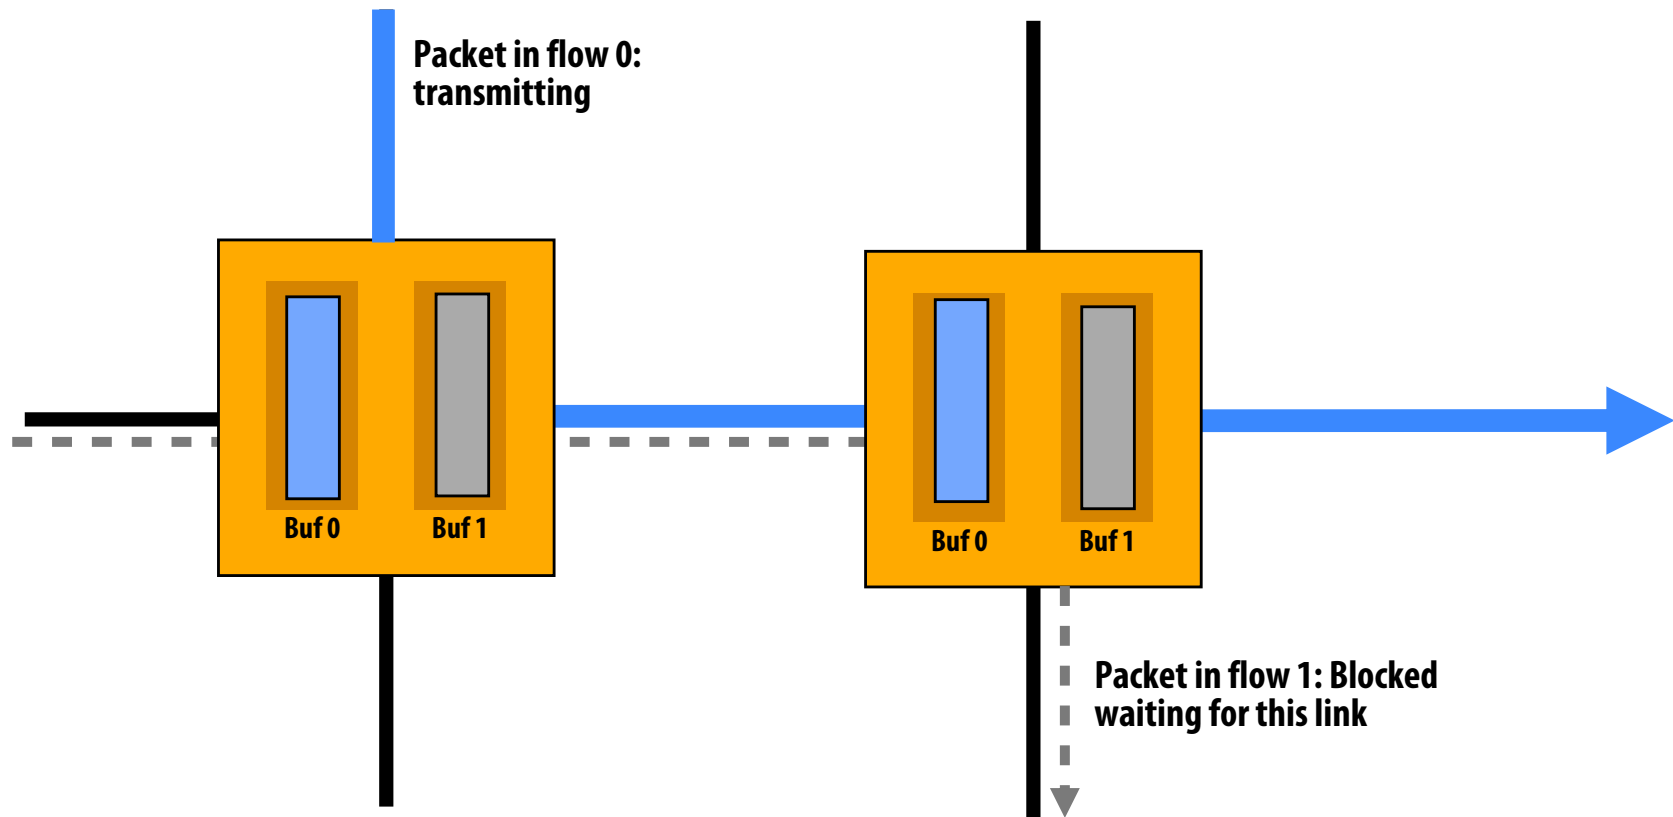 Packet in flow 0:
transmitting
Buf 0
Buf 1
Buf 0
Buf 1
Packet in flow 1: Blocked
waiting for this link